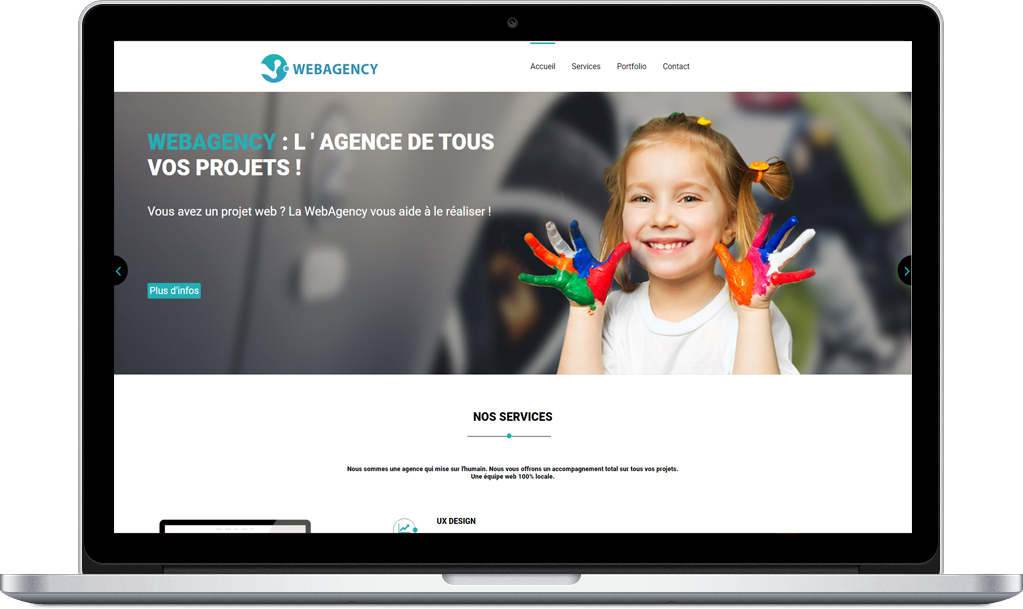 WEBAGENCY
Accueil Services Portfolio Contact
WEBAGENCY : L ' AGENCE DE TOUS
VOS PROJETS !
Vous avez un projet web ? La WebAgency vous aide à le réaliser !
Plus d'infos
NOS SERVICES
Nous sommes une agence qui mise sur l'humain. Nous vous offrons un accompagnement total sur tous vos projets.
Une équipe web 100% locale.
UX DESIGN